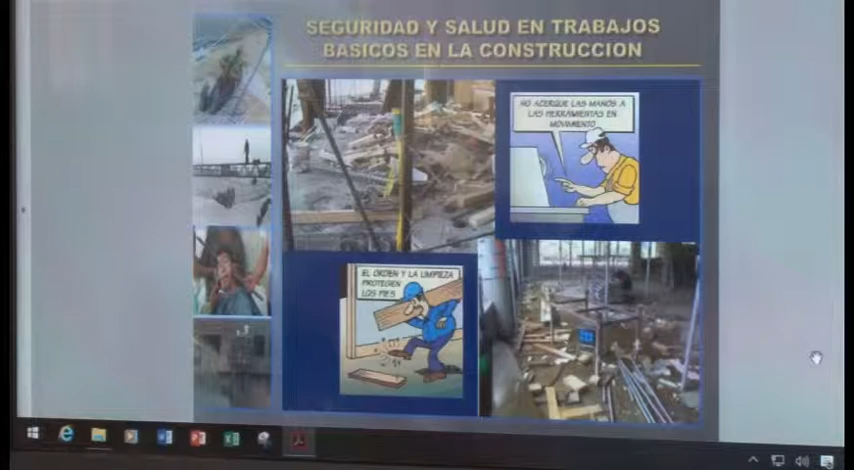 SEGURIDAD Y SALUD EN TRABAJOS
BASICOS EN LA CONSTRUCCION
NO ACERQUE LAS MANOS A
LAS HERRAMIENTAS EN
MOVIMIENTO
EL ORDEN Y LA LIMPIEZA
PROTEGEN
LOS PIES